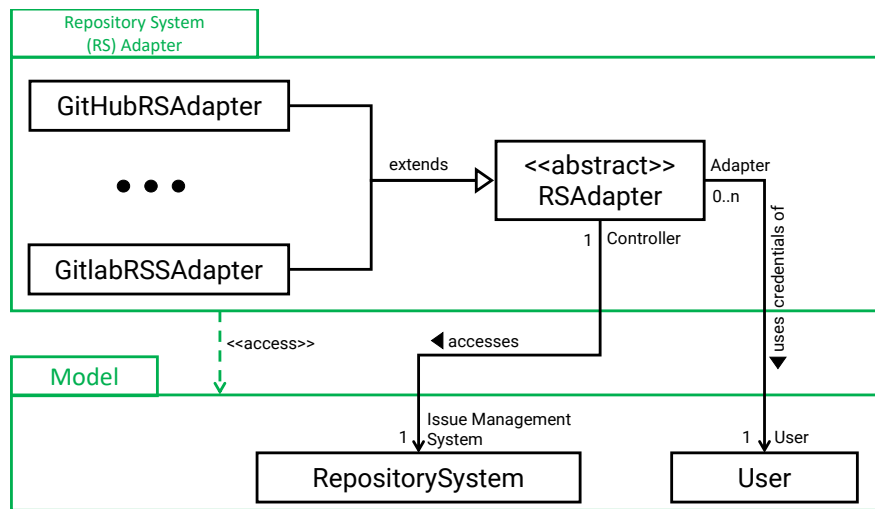 Repository System
(RS) Adapter
GitHubRSAdapter
GitlabRSSAdapter
extends
<<abstract>>
RSAdapter
Adapter
0..n
1
Controller
uses credentials of
<<access>>
accesses
Model
Issue Management
System
1
1
User
RepositorySystem
User